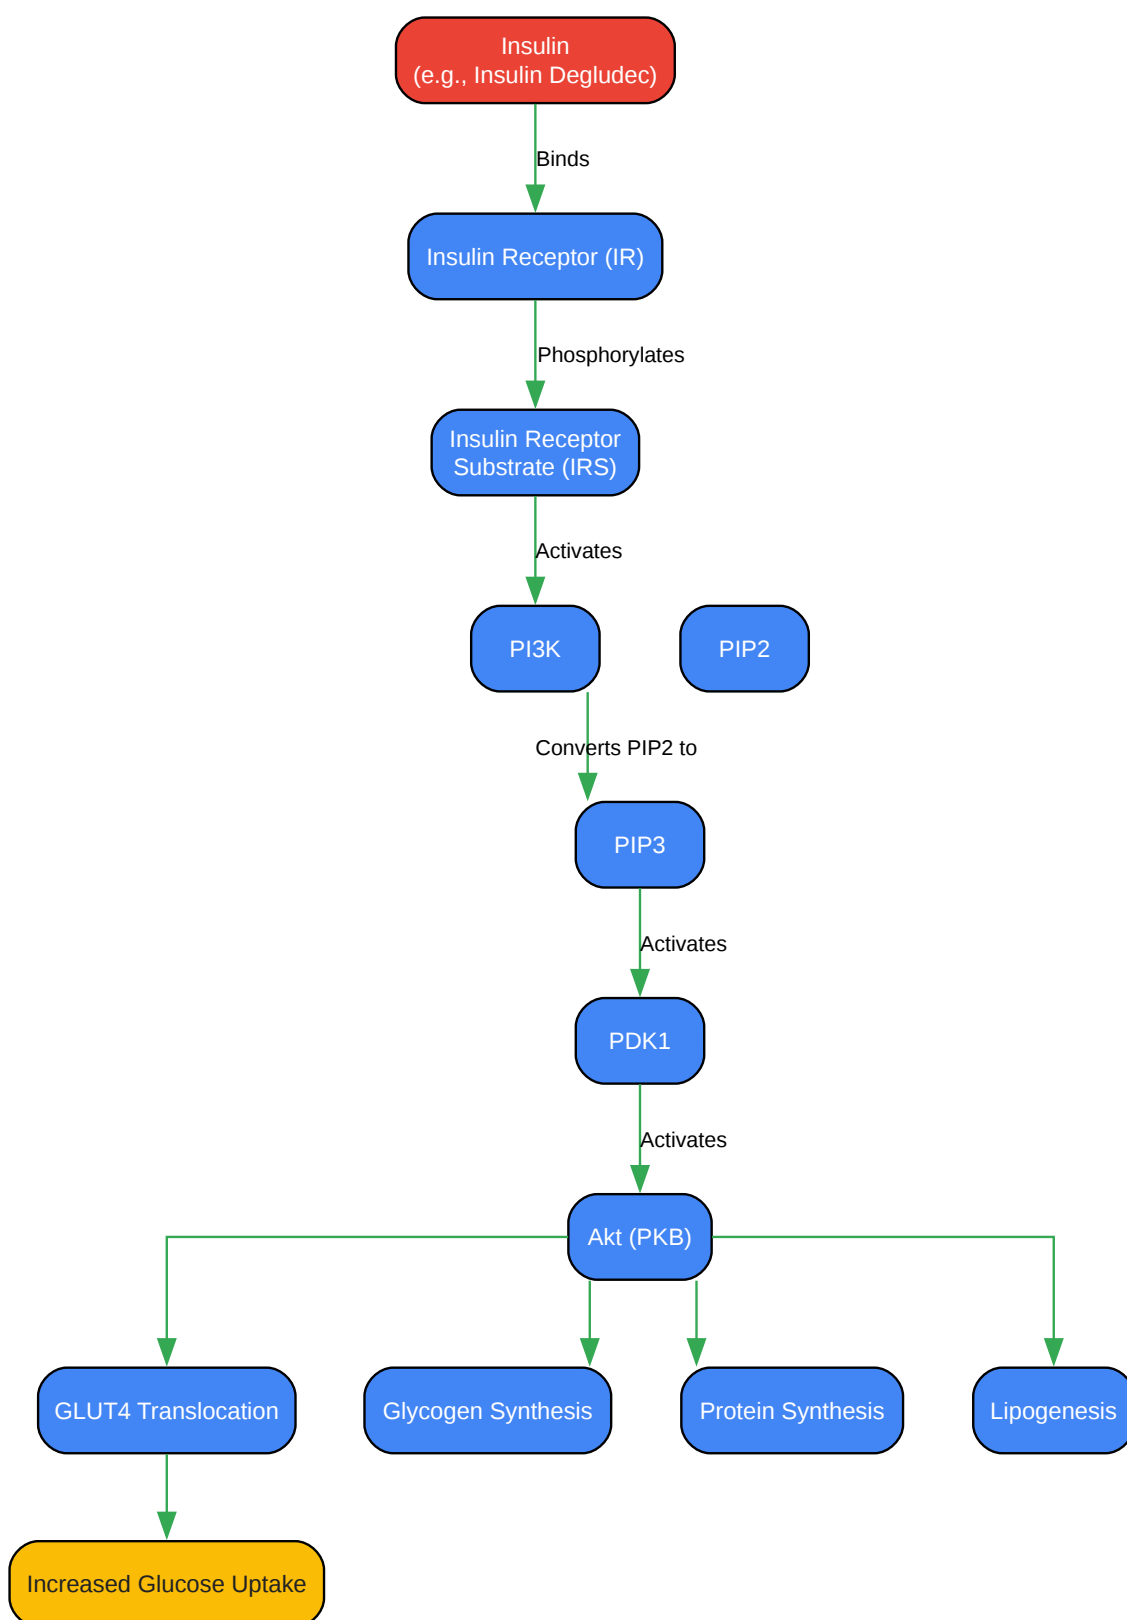 Insulin
(e.g., Insulin Degludec)
Binds
Insulin Receptor (IR)
Phosphorylates
Insulin Receptor
Substrate (IRS)
Activates
PI3K
PIP2
Converts PIP2 to
PIP3
Activates
PDK1
Activates
Akt (PKB)
GLUT4 Translocation
Glycogen Synthesis
Protein Synthesis
Lipogenesis
Increased Glucose Uptake